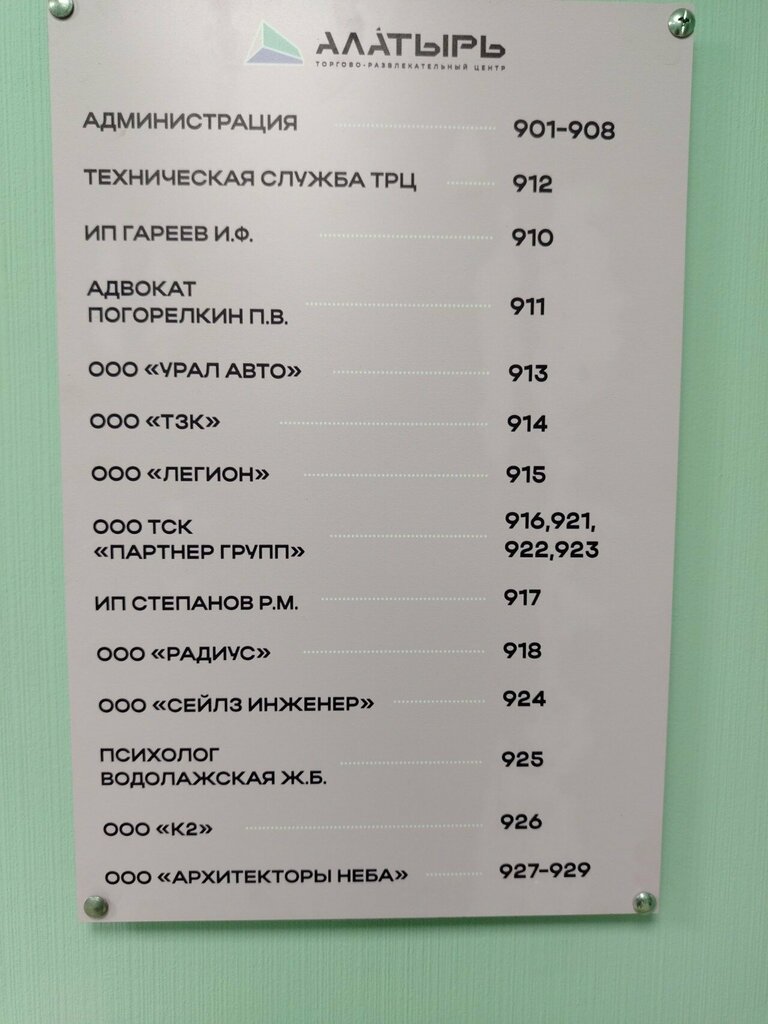 АЛАТЫРЬ
ТОРГОВО-РАЗВЛЕКАТЕЛЬНЫЙ ЦЕНТР
АДМИНИСТРАЦИЯ 901-908
ТЕХНИЧЕСКАЯ СЛУЖБА ТРЦ 912
ИП ГАРЕЕВ И.Ф. 910
АДВОКАТ
ПОГОРЕЛКИН П.В. 911
ООО «УРАЛ АВТО» 913
ООО «ТЗК» 914
ООО «ЛЕГИОН» 915
ООО ТСК 916,921,
«ПАРТНЕР ГРУПП» 922,923
ИП СТЕПАНОВ Р.М. 917
ООО «РАДИУС» 918
ООО «СЕЙЛЗ ИНЖЕНЕР» 924
ПСИХОЛОГ
ВОДОЛАЖСКАЯ Ж.Б. 925
ООО «К2» 926
ООО «АРХИТЕКТОРЫ НЕБА» 927-929